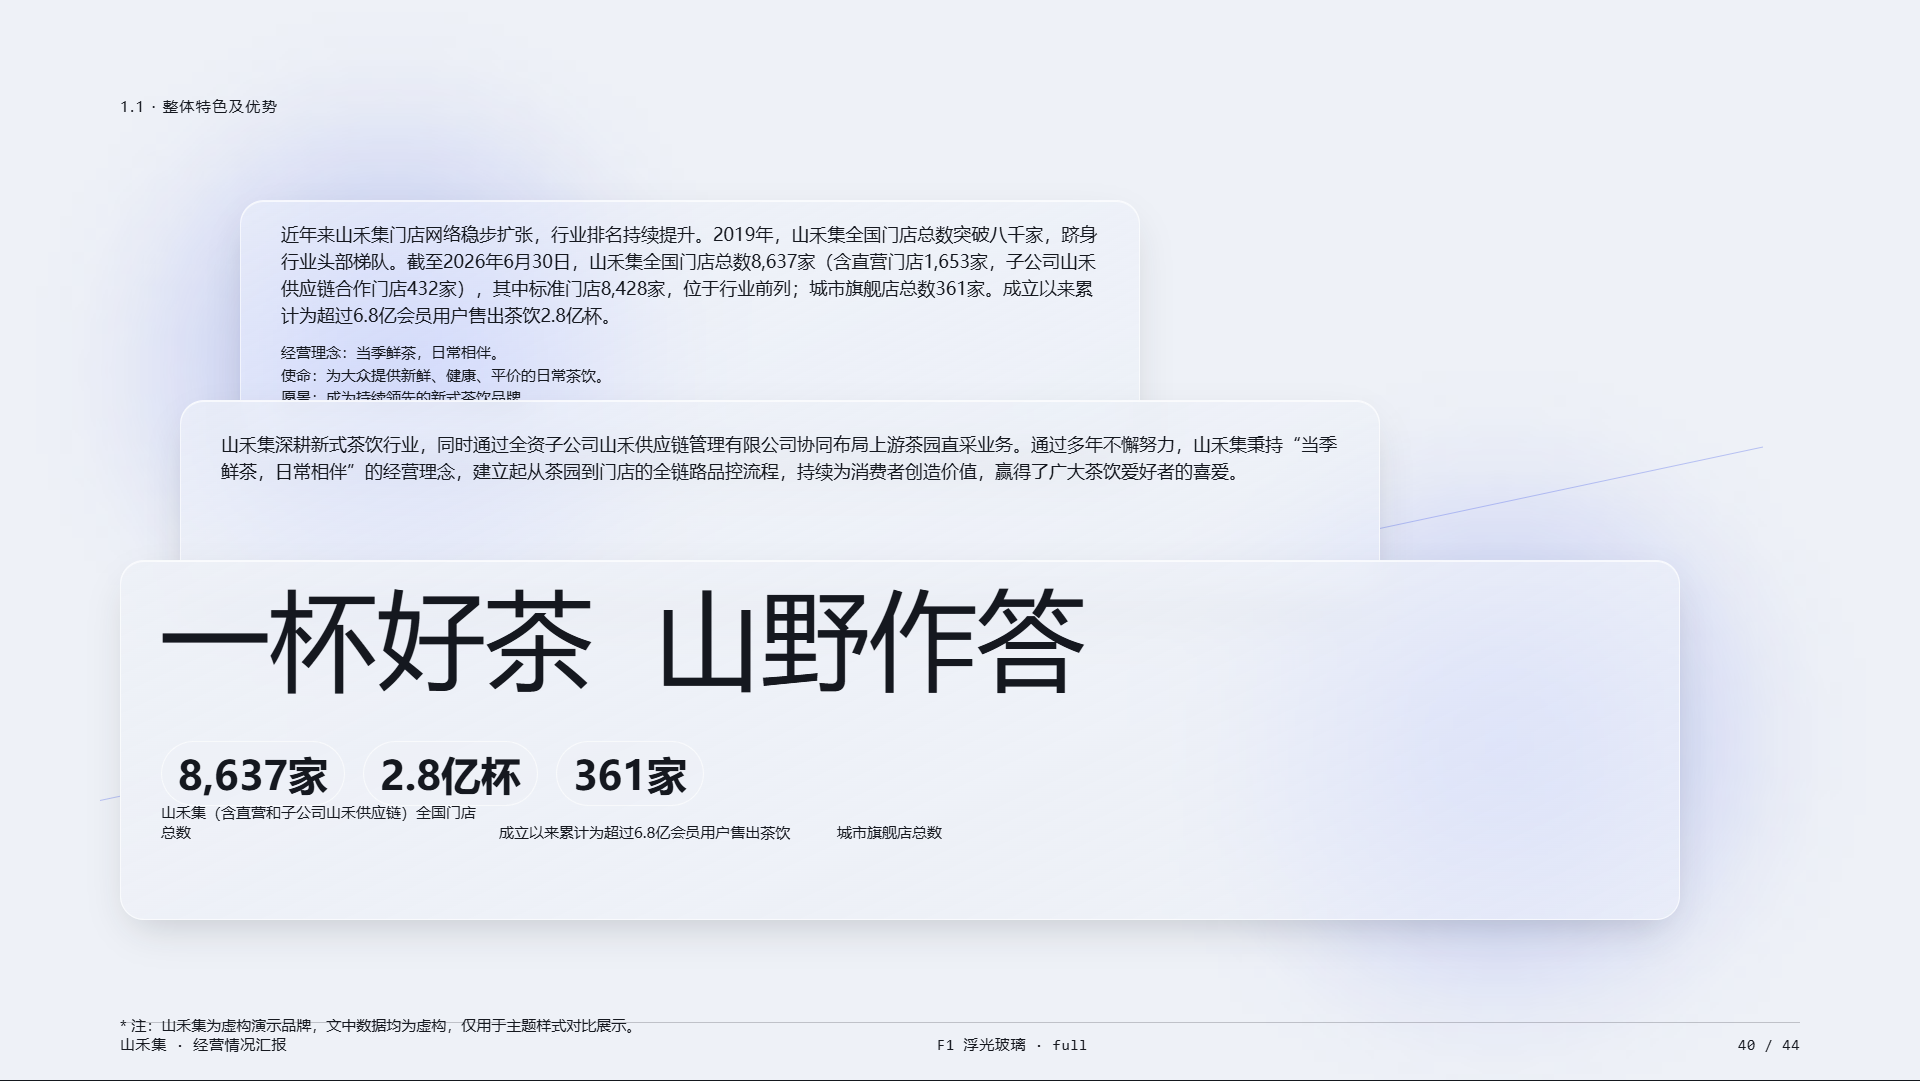 1.1 · 整体特色及优势
近年来山禾集门店网络稳步扩张，行业排名持续提升。2019年，山禾集全国门店总数突破八千家，跻身
行业头部梯队。截至2026年6月30日，山禾集全国门店总数8,637家（含直营门店1,653家，子公司山禾
供应链合作门店432家），其中标准门店8,428家，位于行业前列；城市旗舰店总数361家。成立以来累
计为超过6.8亿会员用户售出茶饮2.8亿杯。
经营理念：当季鲜茶，日常相伴。
使命：为大众提供新鲜、健康、平价的日常茶饮。
愿景：成为持续领先的新式茶饮品牌
山禾集深耕新式茶饮行业，同时通过全资子公司山禾供应链管理有限公司协同布局上游茶园直采业务。通过多年不懈努力，山禾集秉持“当季
鲜茶，日常相伴”的经营理念，建立起从茶园到门店的全链路品控流程，持续为消费者创造价值，赢得了广大茶饮爱好者的喜爱。
一杯好茶 山野作答
8,637家 2.8亿杯 361家
山禾集（含直营和子公司山禾供应链）全国门店
总数 成立以来累计为超过6.8亿会员用户售出茶饮 城市旗舰店总数
* 注：山禾集为虚构演示品牌，文中数据均为虚构，仅用于主题样式对比展示。
山禾集 · 经营情况汇报 F1 浮光玻璃 · full 40 / 44